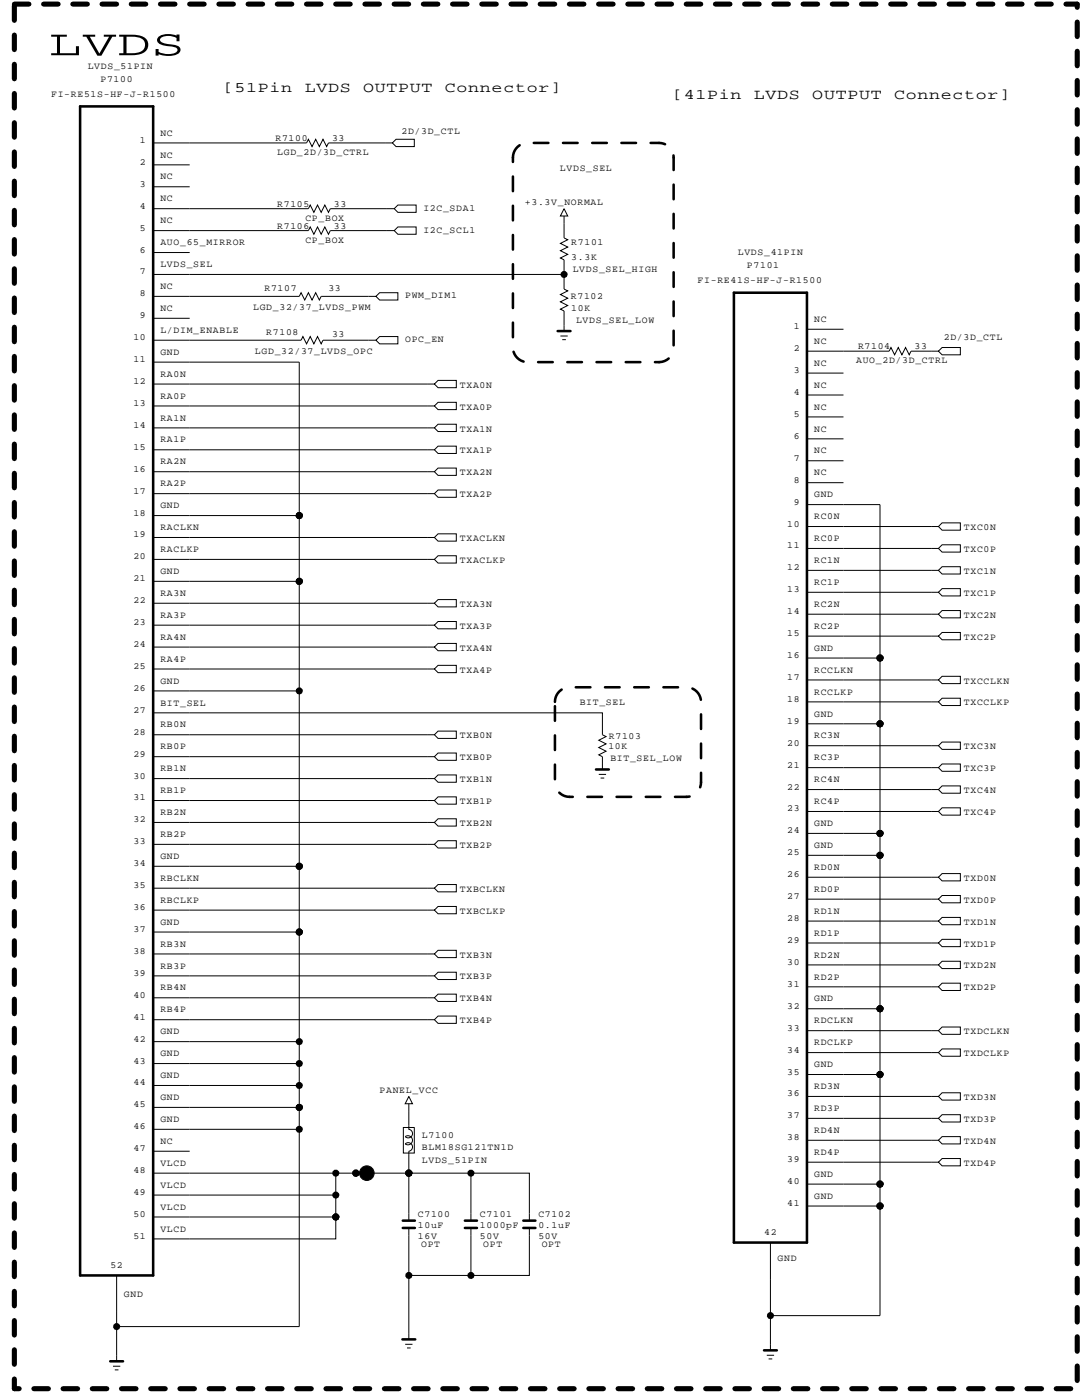 LVDS
LVDS_51PIN
P7100
FI-RE51S-HF-J-R1500
[51Pin LVDS OUTPUT Connector]
[41Pin LVDS OUTPUT Connector]
1 NC R7100 33 2D/3D_CTL
LGD_2D/3D_CTRL
2 NC
3 NC
4 NC R7105 33 I2C_SDA1
CP_BOX
5 NC R7106 33 I2C_SCL1
CP_BOX
6 AUO_65_MIRROR
7 LVDS_SEL
8 NC R7107 33 PWM_DIM1
LGD_32/37_LVDS_PWM
9 NC
10 L/DIM_ENABLE R7108 33 OPC_EN
LGD_32/37_LVDS_OPC
11 GND
12 RA0N TXA0N
13 RA0P TXA0P
14 RA1N TXA1N
15 RA1P TXA1P
16 RA2N TXA2N
17 RA2P TXA2P
18 GND
19 RACLKN TXACLKN
20 RACLKP TXACLKP
21 GND
22 RA3N TXA3N
23 RA3P TXA3P
24 RA4N TXA4N
25 RA4P TXA4P
26 GND
27 BIT_SEL
28 RB0N TXB0N
29 RB0P TXB0P
30 RB1N TXB1N
31 RB1P TXB1P
32 RB2N TXB2N
33 RB2P TXB2P
34 GND
35 RBCLKN TXBCLKN
36 RBCLKP TXBCLKP
37 GND
38 RB3N TXB3N
39 RB3P TXB3P
40 RB4N TXB4N
41 RB4P TXB4P
42 GND
43 GND
44 GND
45 GND
46 GND
47 NC
48 VLCD
49 VLCD
50 VLCD
51 VLCD
52
GND
LVDS_SEL
+3.3V_NORMAL
R7101
3.3K
LVDS_SEL_HIGH
R7102
10K
LVDS_SEL_LOW
BIT_SEL
R7103
10K
BIT_SEL_LOW
PANEL_VCC
L7100
BLM18SG121TN1D
LVDS_51PIN
C7100
10uF
16V
OPT
C7101
1000pF
50V
OPT
C7102
0.1uF
50V
OPT
LVDS_41PIN
P7101
FI-RE41S-HF-J-R1500
1 NC
2 NC R7104 33 2D/3D_CTL
AUO_2D/3D_CTRL
3 NC
4 NC
5 NC
6 NC
7 NC
8 NC
9 GND
10 RC0N TXC0N
11 RC0P TXC0P
12 RC1N TXC1N
13 RC1P TXC1P
14 RC2N TXC2N
15 RC2P TXC2P
16 GND
17 RCCLKN TXCCLKN
18 RCCLKP TXCCLKP
19 GND
20 RC3N TXC3N
21 RC3P TXC3P
22 RC4N TXC4N
23 RC4P TXC4P
24 GND
25 GND
26 RD0N TXD0N
27 RD0P TXD0P
28 RD1N TXD1N
29 RD1P TXD1P
30 RD2N TXD2N
31 RD2P TXD2P
32 GND
33 RDCLKN TXDCLKN
34 RDCLKP TXDCLKP
35 GND
36 RD3N TXD3N
37 RD3P TXD3P
38 RD4N TXD4N
39 RD4P TXD4P
40 GND
41 GND
42
GND